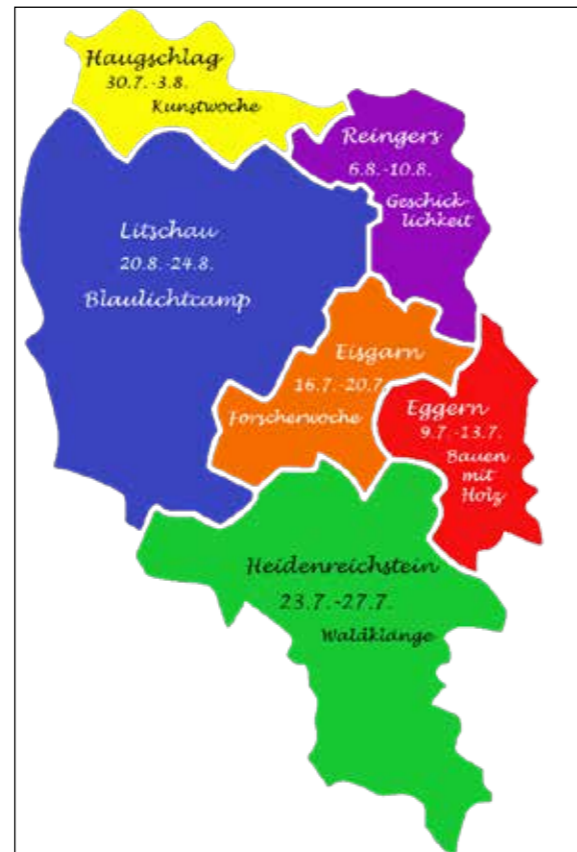 Haugschlag
30.7.-3.8.
Kunstwoche
Reingers
6.8.-10.8.
Geschick-
lichkeit
Litschau
20.8.-24.8.
Blaulichtcamp
Eisgarn
16.7.-20.7.
Forscherwoche
Eggern
9.7.-13.7.
Bauen
mit
Holz
Heidenreichstein
23.7.-27.7.
Waldklänge